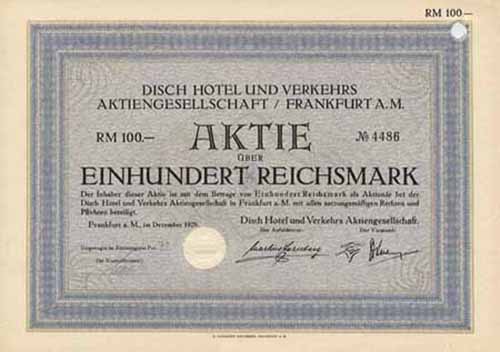 RM 100.—
DISCH HOTEL UND VERKEHRS
AKTIENGESELLSCHAFT / FRANKFURT A.M.
RM 100.— AKTIE № 4486
ÜBER
EINHUNDERT REICHSMARK
Der Inhaber dieser Aktie ist mit dem Betrage von Einhundert Reichsmark als Aktionär bei der
Disch Hotel und Verkehrs Aktiengesellschaft in Frankfurt a. M. mit allen satzungsmäßigen Rechten und
Pflichten beteiligt.
Frankfurt a. M., im Dezember 1929.
Disch Hotel und Verkehrs Aktiengesellschaft.
Der Aufsichtsrat: Der Vorstand: